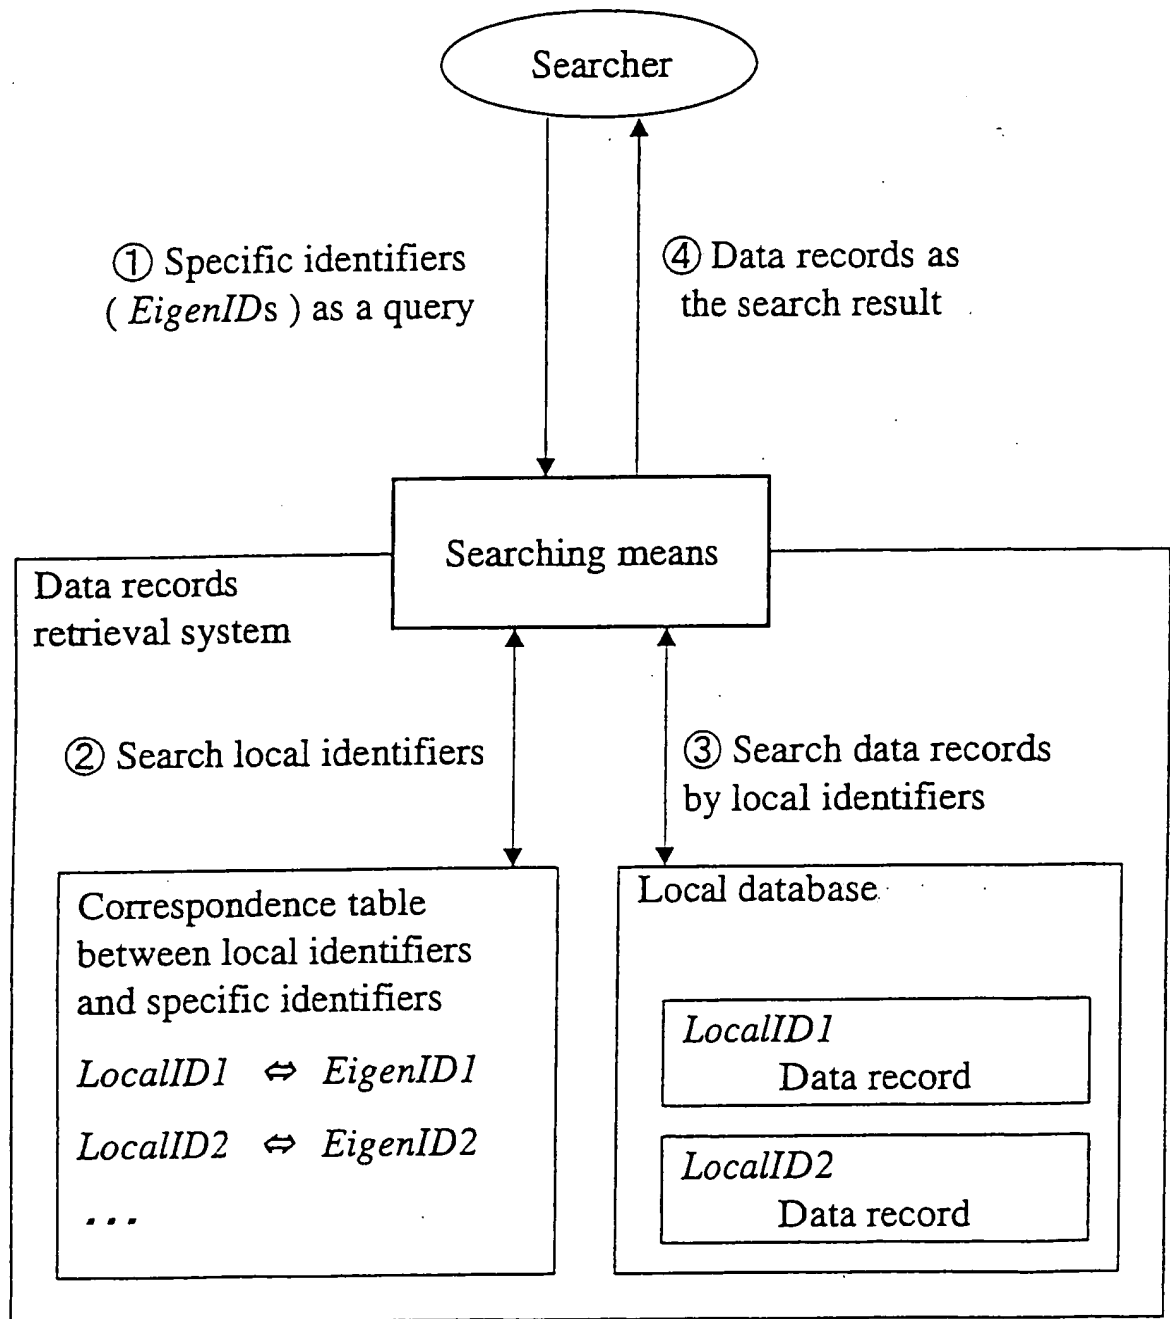 Searcher
① Specific identifiers
( EigenIDs ) as a query
④ Data records as
the search result
Searching means
Data records
retrieval system
② Search local identifiers
③ Search data records
by local identifiers
Correspondence table
between local identifiers
and specific identifiers
LocalID1 ⇔ EigenID1
LocalID2 ⇔ EigenID2
...
Local database
LocalID1
Data record
LocalID2
Data record